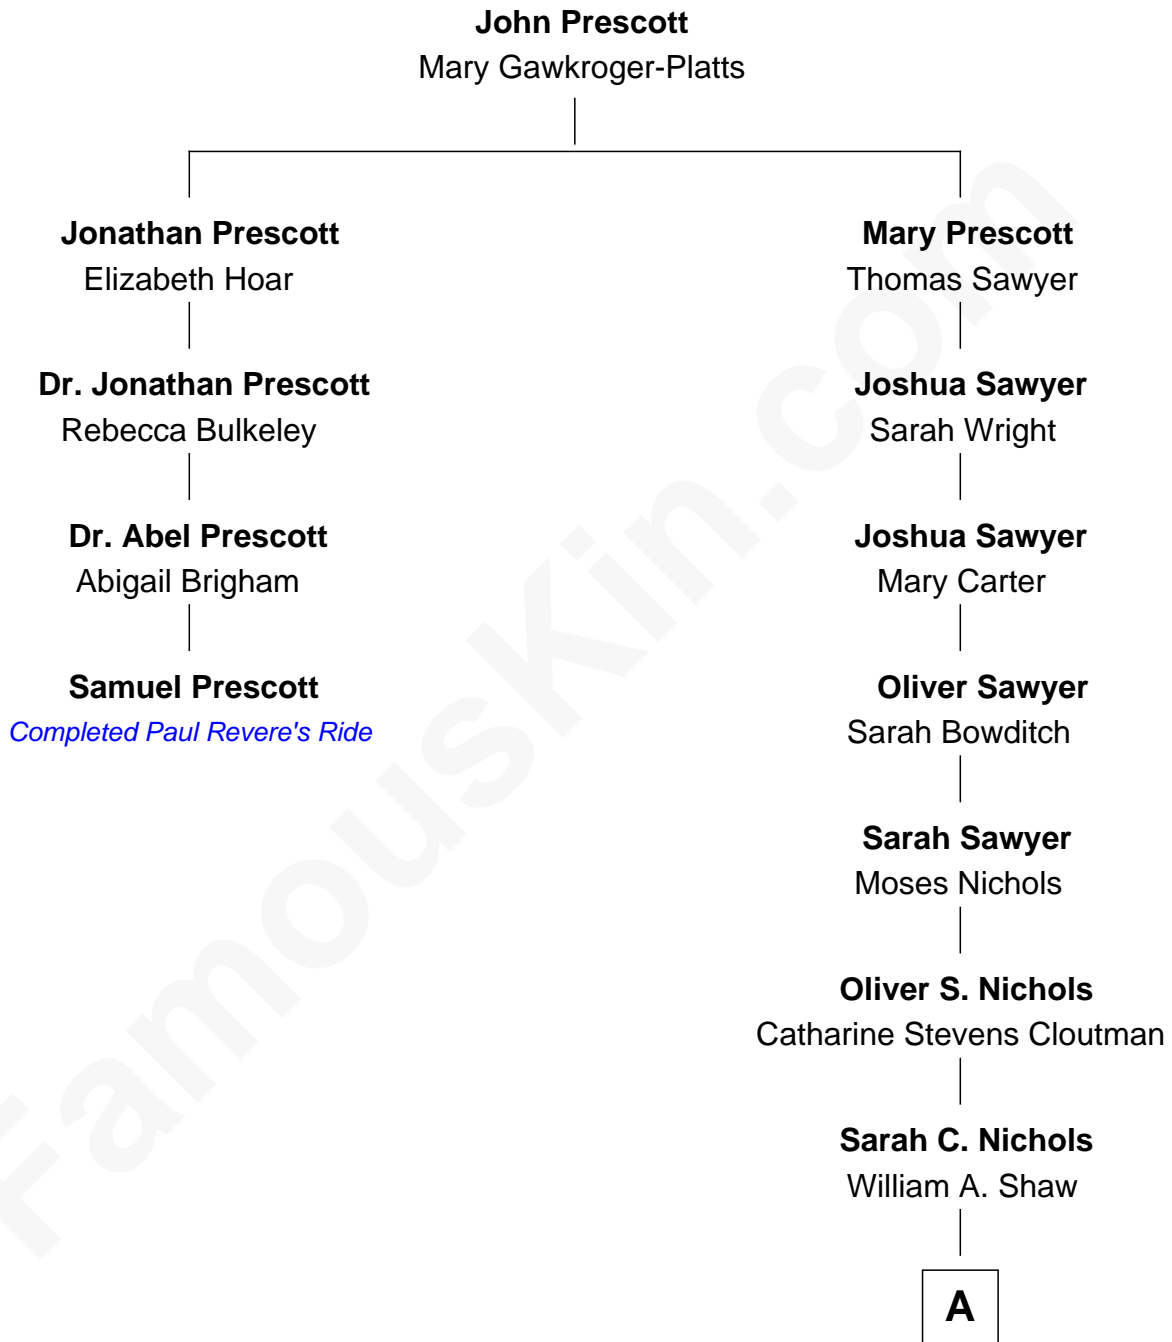 John Prescott
Mary Gawkroger-Platts
Jonathan Prescott
Elizabeth Hoar
Mary Prescott
Thomas Sawyer
Dr. Jonathan Prescott
Rebecca Bulkeley
Joshua Sawyer
Sarah Wright
Dr. Abel Prescott
Abigail Brigham
Joshua Sawyer
Mary Carter
Samuel Prescott
Completed Paul Revere's Ride
Oliver Sawyer
Sarah Bowditch
Sarah Sawyer
Moses Nichols
Oliver S. Nichols
Catharine Stevens Cloutman
Sarah C. Nichols
William A. Shaw
A
FamousKin.com